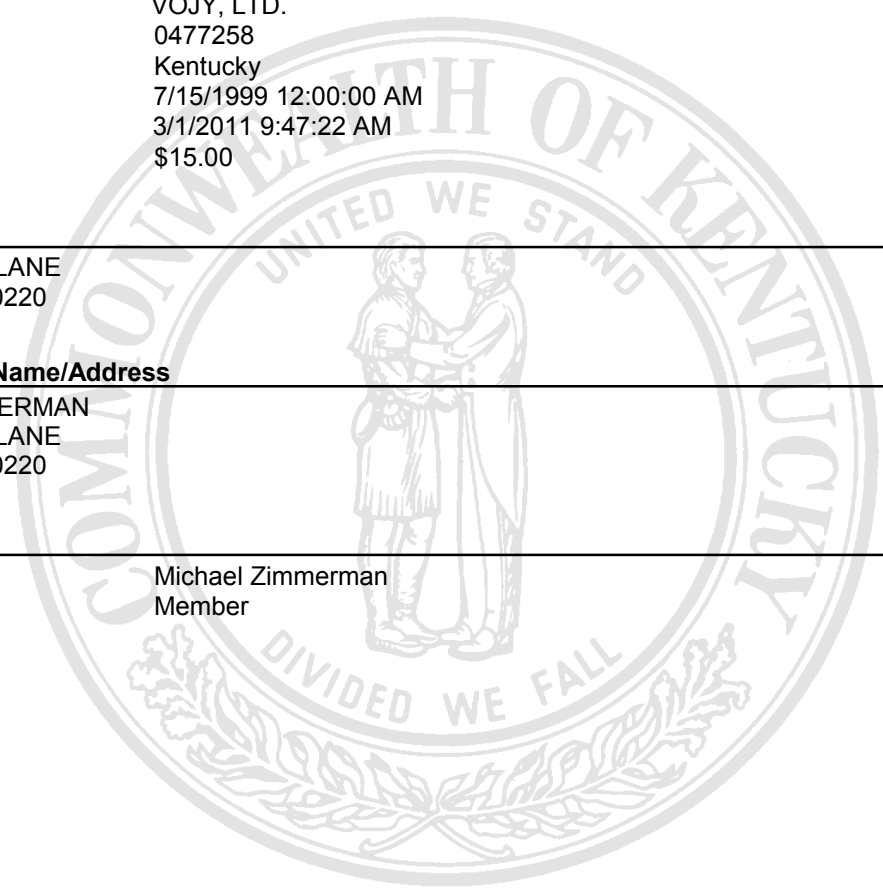 VOJY, LTD.
0477258
Kentucky
7/15/1999 12:00:00 AM
3/1/2011 9:47:22 AM
$15.00
COMMONWEALTH OF KENTUCKY
UNITED WE STAND
LANE
0220
Name/Address
ERMAN
LANE
0220
Michael Zimmerman
Member
DIVIDED WE FALL